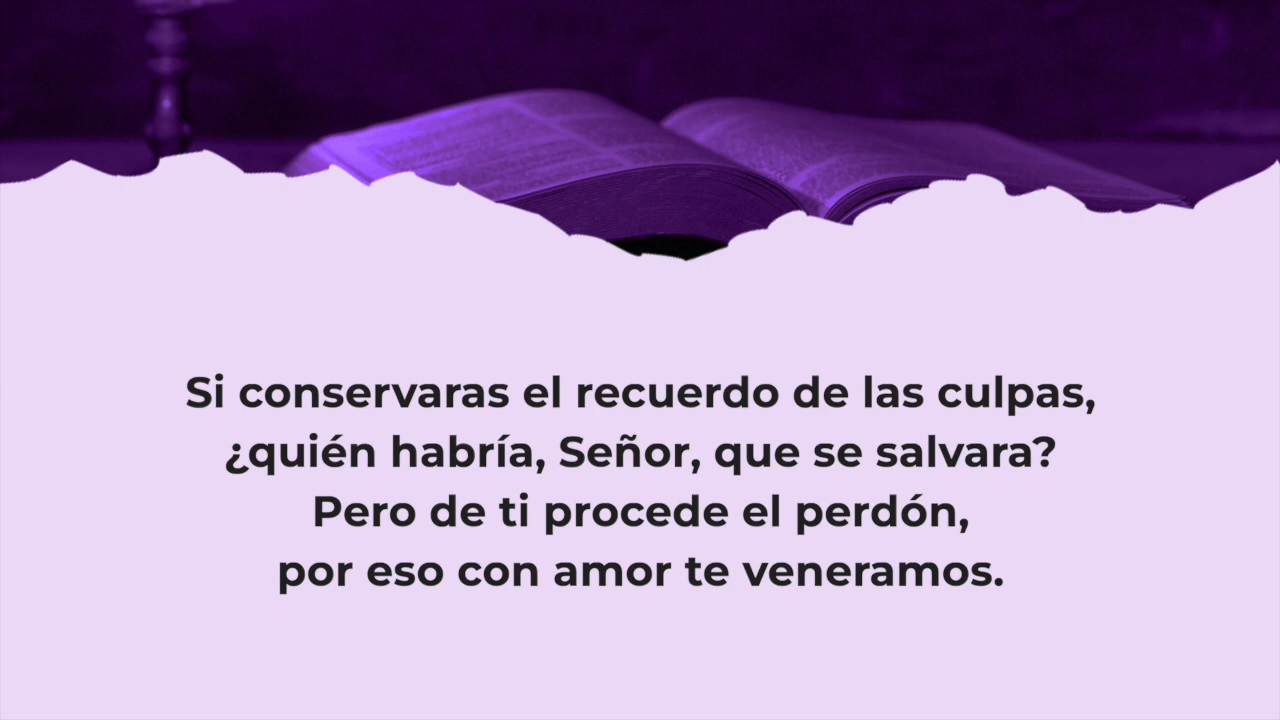 Si conservaras el recuerdo de las culpas,
¿quién habría, Señor, que se salvara?
Pero de ti procede el perdón,
por eso con amor te veneramos.